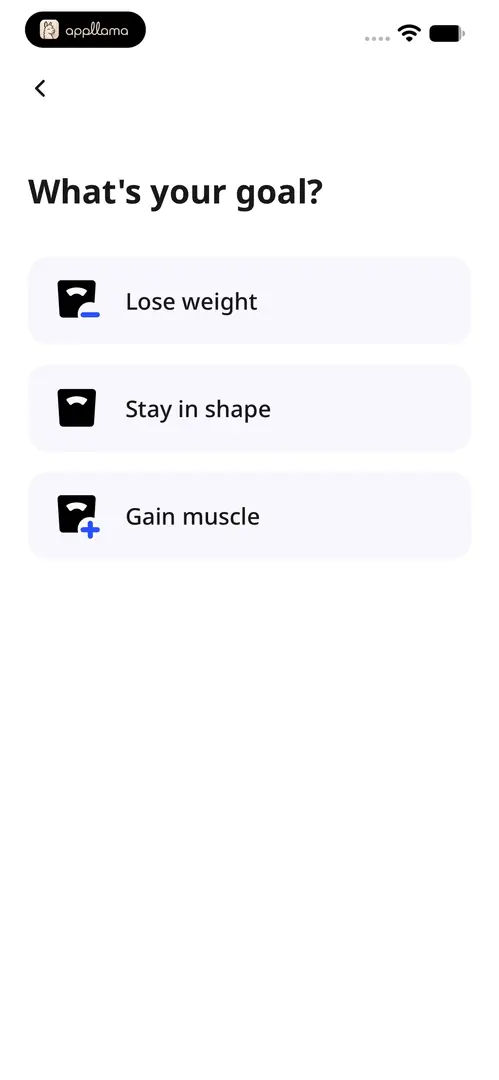 appllama
What's your goal?
Lose weight
Stay in shape
Gain muscle